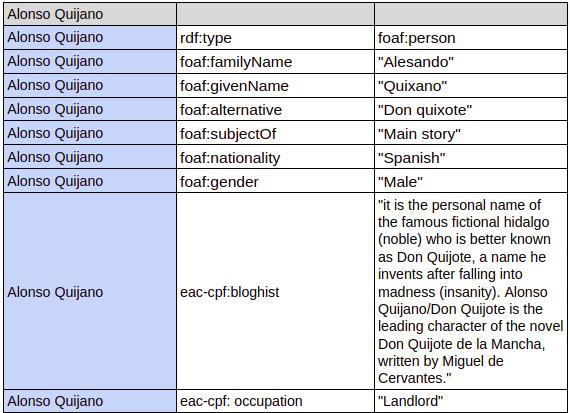 Alonso Quijano
Alonso Quijano rdf:type foaf:person
Alonso Quijano foaf:familyName "Alesando"
Alonso Quijano foaf:givenName "Quixano"
Alonso Quijano foaf:alternative "Don quixote"
Alonso Quijano foaf:subjectOf "Main story"
Alonso Quijano foaf:nationality "Spanish"
Alonso Quijano foaf:gender "Male"
Alonso Quijano eac-cpf:bloghist
"it is the personal name of
the famous fictional hidalgo
(noble) who is better known
as Don Quijote, a name he
invents after falling into
madness (insanity). Alonso
Quijano/Don Quijote is the
leading character of the novel
Don Quijote de la Mancha,
written by Miguel de
Cervantes."
Alonso Quijano eac-cpf: occupation "Landlord"